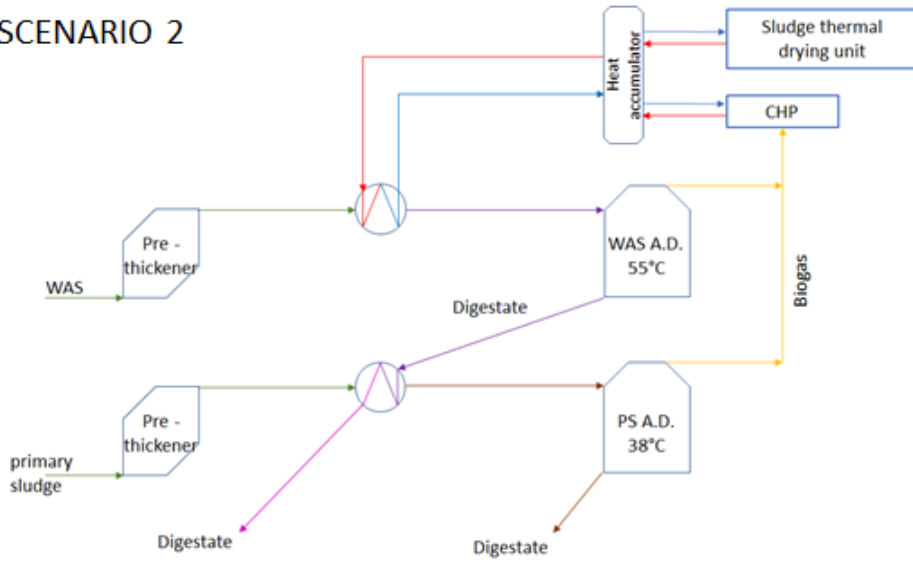 SCENARIO 2
Heat
accumulator
Sludge thermal
drying unit
CHP
Pre -
thickener
WAS
WAS A.D.
55°C
Biogas
Digestate
Pre -
thickener
primary
sludge
PS A.D.
38°C
Digestate
Digestate